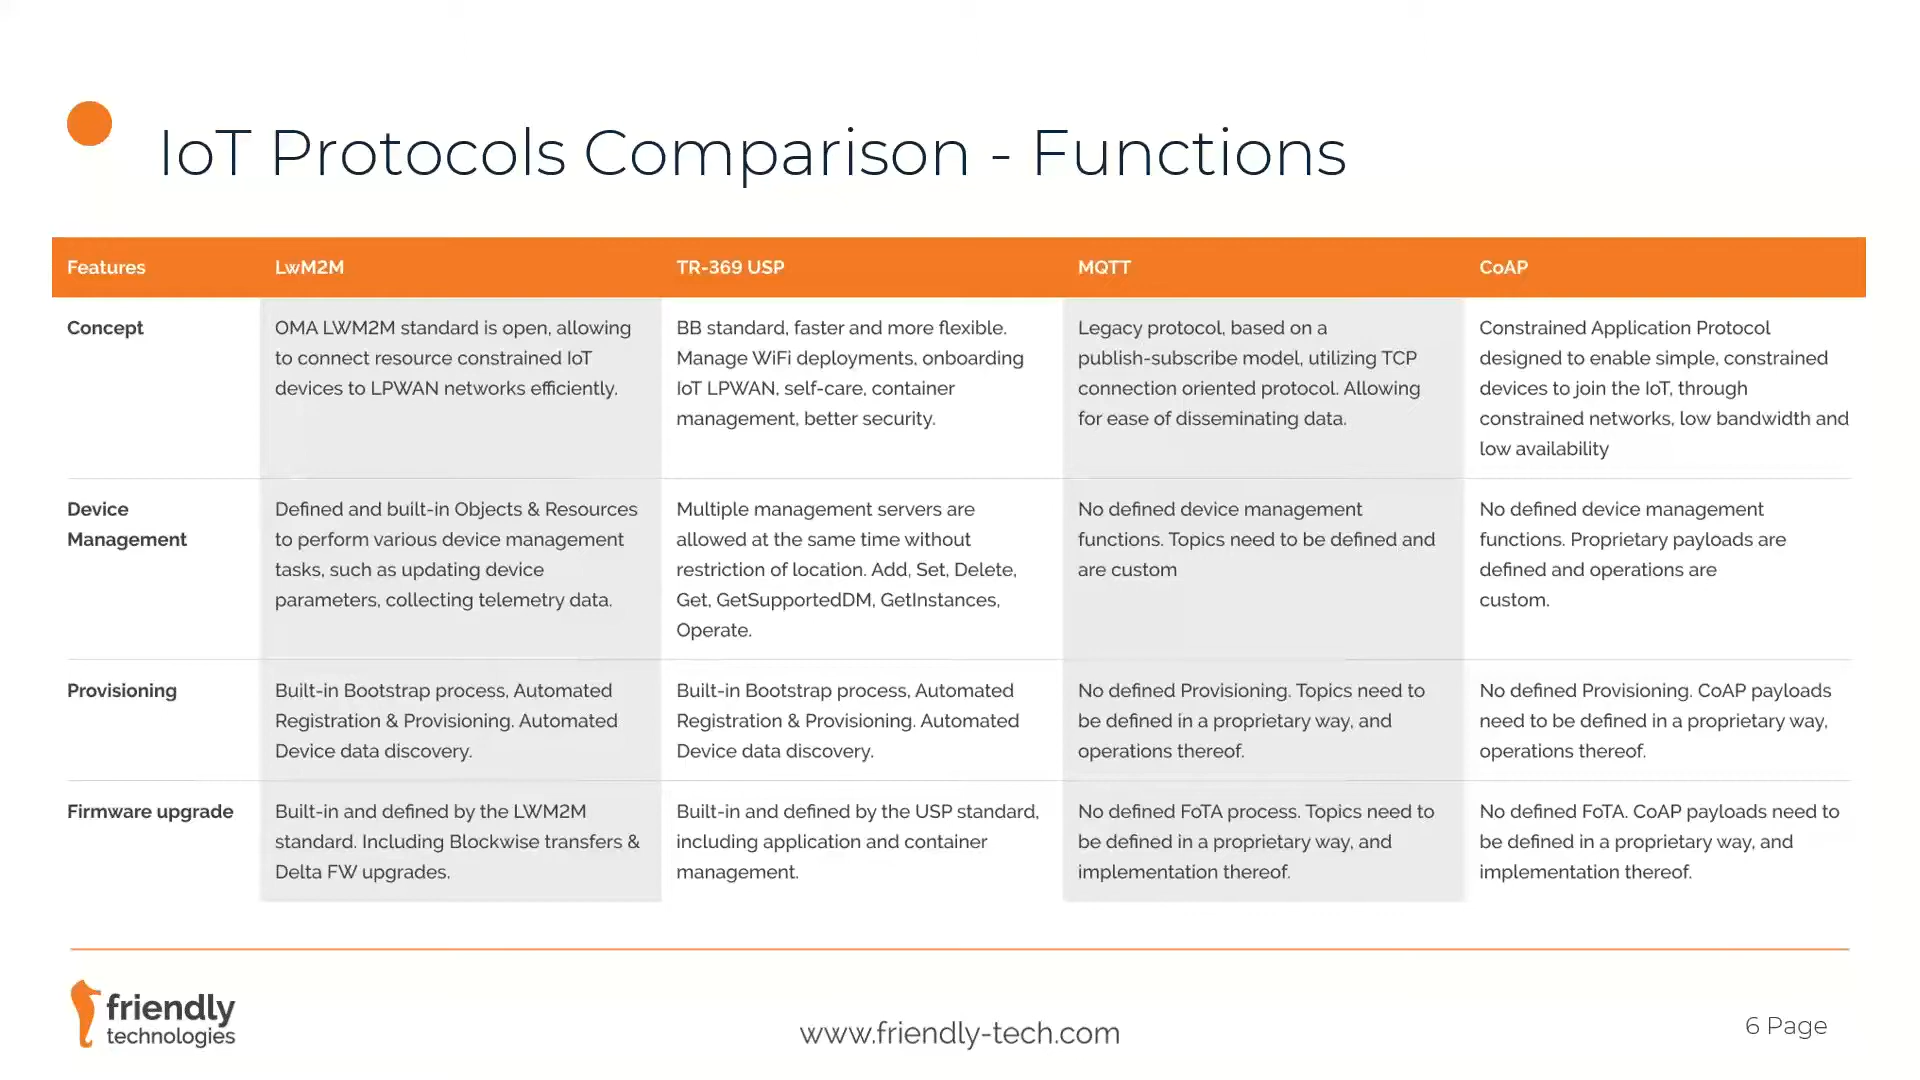 IoT Protocols Comparison - Functions
Features
LwM2M
TR-369 USP
MQTT
CoAP
Concept
OMA LWM2M standard is open, allowing
to connect resource constrained IoT
devices to LPWAN networks efficiently.
BB standard, faster and more flexible.
Manage WiFi deployments, onboarding
IoT LPWAN, self-care, container
management, better security.
Legacy protocol, based on a
publish-subscribe model, utilizing TCP
connection oriented protocol. Allowing
for ease of disseminating data.
Constrained Application Protocol
designed to enable simple, constrained
devices to join the IoT, through
constrained networks, low bandwidth and
low availability
Device
Management
Defined and built-in Objects & Resources
to perform various device management
tasks, such as updating device
parameters, collecting telemetry data.
Multiple management servers are
allowed at the same time without
restriction of location. Add, Set, Delete,
Get, GetSupportedDM, GetInstances,
Operate.
No defined device management
functions. Topics need to be defined and
are custom
No defined device management
functions. Proprietary payloads are
defined and operations are
custom.
Provisioning
Built-in Bootstrap process, Automated
Registration & Provisioning. Automated
Device data discovery.
Built-in Bootstrap process, Automated
Registration & Provisioning. Automated
Device data discovery.
No defined Provisioning. Topics need to
be defined in a proprietary way, and
operations thereof.
No defined Provisioning. CoAP payloads
need to be defined in a proprietary way,
operations thereof.
Firmware upgrade
Built-in and defined by the LWM2M
standard. Including Blockwise transfers &
Delta FW upgrades.
Built-in and defined by the USP standard,
including application and container
management.
No defined FoTA process. Topics need to
be defined in a proprietary way, and
implementation thereof.
No defined FoTA. CoAP payloads need to
be defined in a proprietary way, and
implementation thereof.
friendly
technologies
www.friendly-tech.com
6 Page